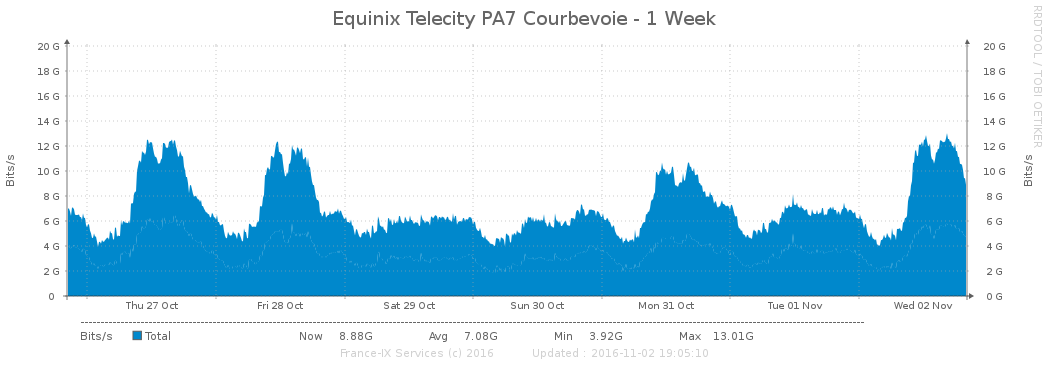 Equinix Telecity PA7 Courbevoie - 1 Week
RRDTOOL / TOBI OETIKER
Bits/s
20 G 20 G
18 G 18 G
16 G 16 G
14 G 14 G
12 G 12 G
10 G 10 G
8 G 8 G
6 G 6 G
4 G 4 G
2 G 2 G
0 0 G
Bits/s
Thu 27 Oct Fri 28 Oct Sat 29 Oct Sun 30 Oct Mon 31 Oct Tue 01 Nov Wed 02 Nov
Bits/s Total Now 8.88G Avg 7.08G Min 3.92G Max 13.01G
France-IX Services (c) 2016 Updated : 2016-11-02 19:05:10